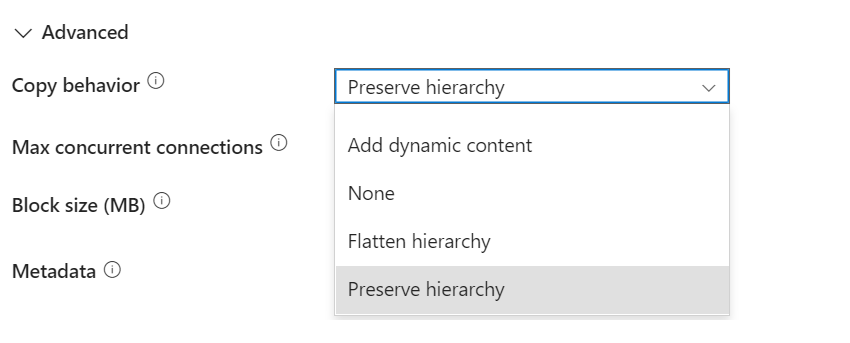 Advanced
Copy behavior
Preserve hierarchy
Add dynamic content
Max concurrent connections
None
Block size (MB)
Flatten hierarchy
Metadata
Preserve hierarchy